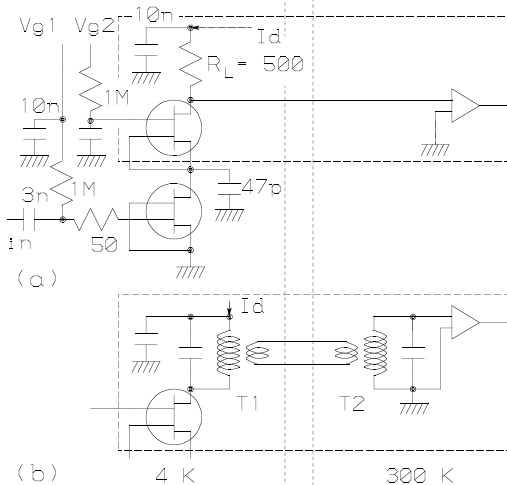 10n
Vg1 Vg2
Id
R_L = 500
1M
10n
1M
3n
47p
in
50
(a)
Id
T1 T2
(b)
4 K 300 K